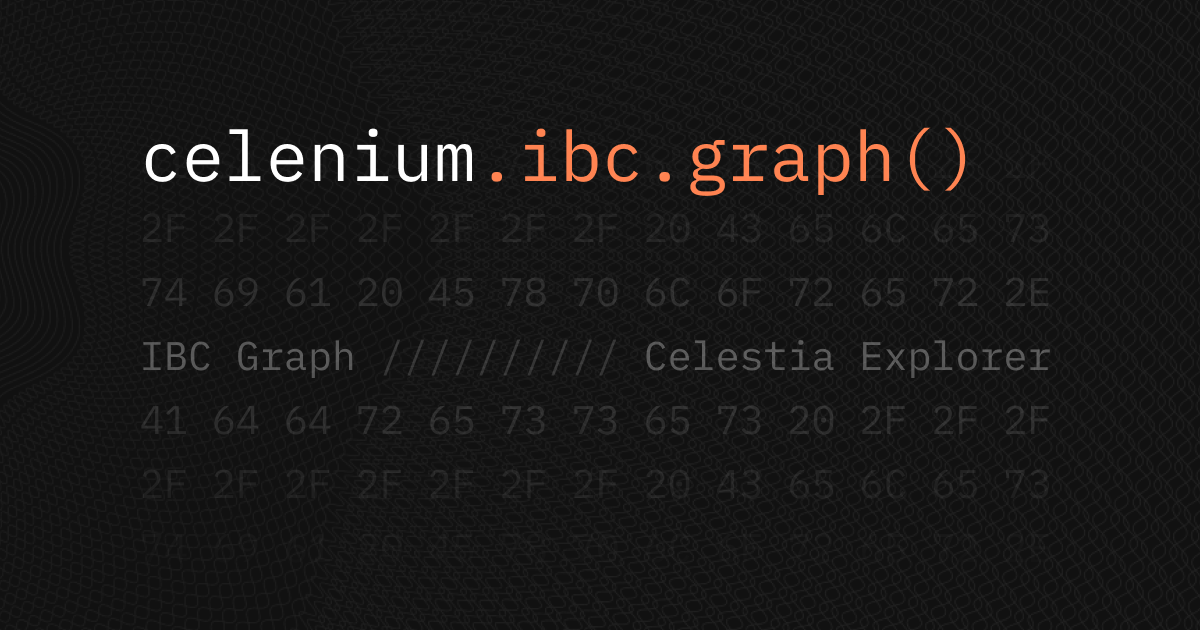 celenium.ibc.graph()
2F 2F 2F 2F 2F 2F 2F 20 43 65 6C 65 73
74 69 61 20 45 78 70 6C 6F 72 65 72 2E
IBC Graph ////////// Celestia Explorer
41 64 64 72 65 73 73 65 73 20 2F 2F 2F
2F 2F 2F 2F 2F 2F 2F 20 43 65 6C 65 73